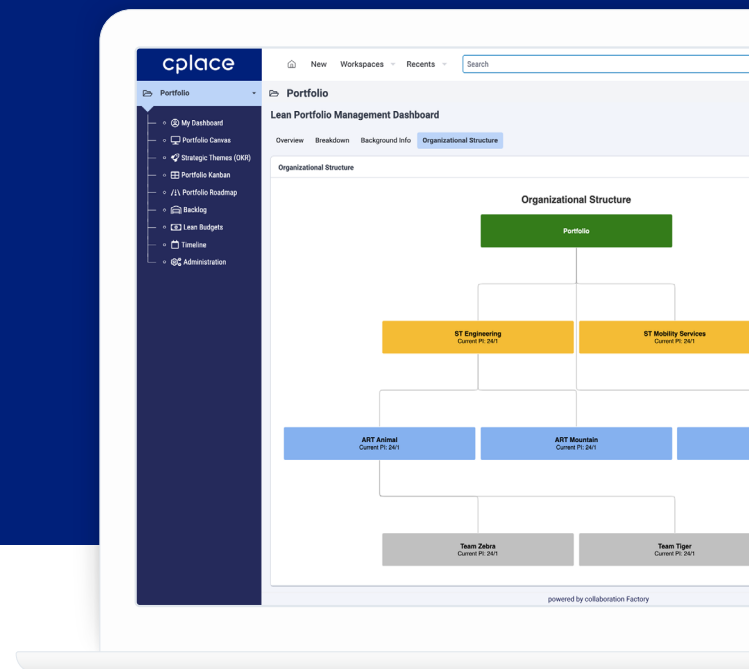 cplace
New Workspaces Recents Search
Portfolio
Portfolio
Lean Portfolio Management Dashboard
My Dashboard
Portfolio Canvas
Strategic Themes (OKR)
Portfolio Kanban
Portfolio Roadmap
Backlog
Lean Budgets
Timeline
Administration
Overview Breakdown Background Info Organizational Structure
Organizational Structure
Organizational Structure
Portfolio
ST Engineering
Current PI: 24/1
ST Mobility Services
Current PI: 24/1
ART Animal
Current PI: 24/1
ART Mountain
Current PI: 24/1
Team Zebra
Current PI: 24/1
Team Tiger
Current PI: 24/1
powered by collaboration Factory